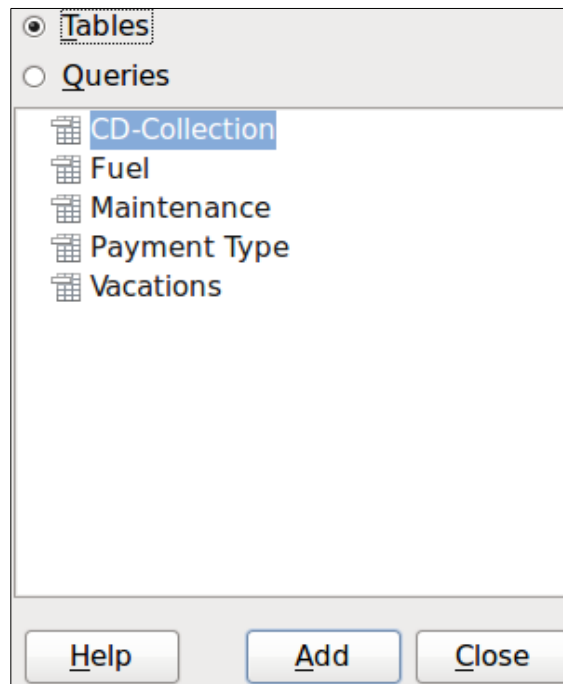 Tables
Queries
CD-Collection
Fuel
Maintenance
Payment Type
Vacations
Help Add Close